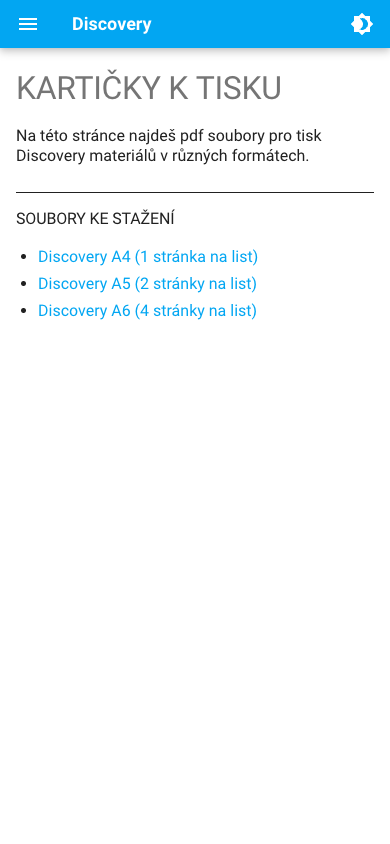 Discovery
KARTIČKY K TISKU
Na této stránce najdeš pdf soubory pro tisk
Discovery materiálů v různých formátech.
SOUBORY KE STAŽENÍ
Discovery A4 (1 stránka na list)
Discovery A5 (2 stránky na list)
Discovery A6 (4 stránky na list)